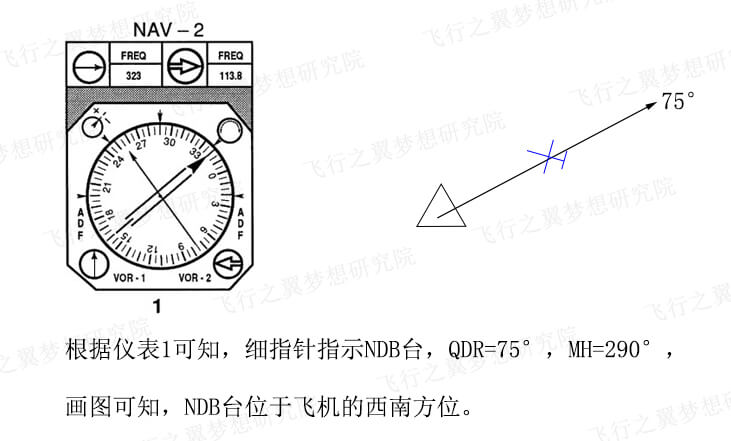 NAV-2
FREQ
323
FREQ
113.8
75°
24
27
30
33
0
3
6
9
12
15
18
21
ADF
ADF
VOR-1
VOR-2
1
根据仪表1可知，细指针指示NDB台，QDR=75°，MH=290°，
画图可知，NDB台位于飞机的西南方位。
飞行之翼梦想研究院